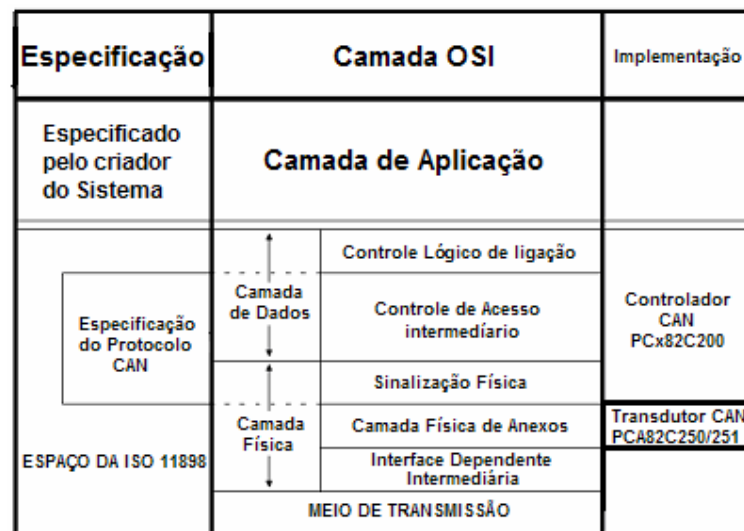 Especificação
Camada OSI
Implementação
Especificado
pelo criador
do Sistema
Camada de Aplicação
Controle Lógico de ligação
Camada
de Dados
Controle de Acesso
intermedíario
Controlador
CAN
PCx82C200
Especificação
do Protocolo
CAN
Sinalização Física
Camada
Física
Camada Física de Anexos
Transdutor CAN
PCA82C250/251
ESPAÇO DA ISO 11898
Interface Dependente
Intermediária
MEIO DE TRANSMISSÃO